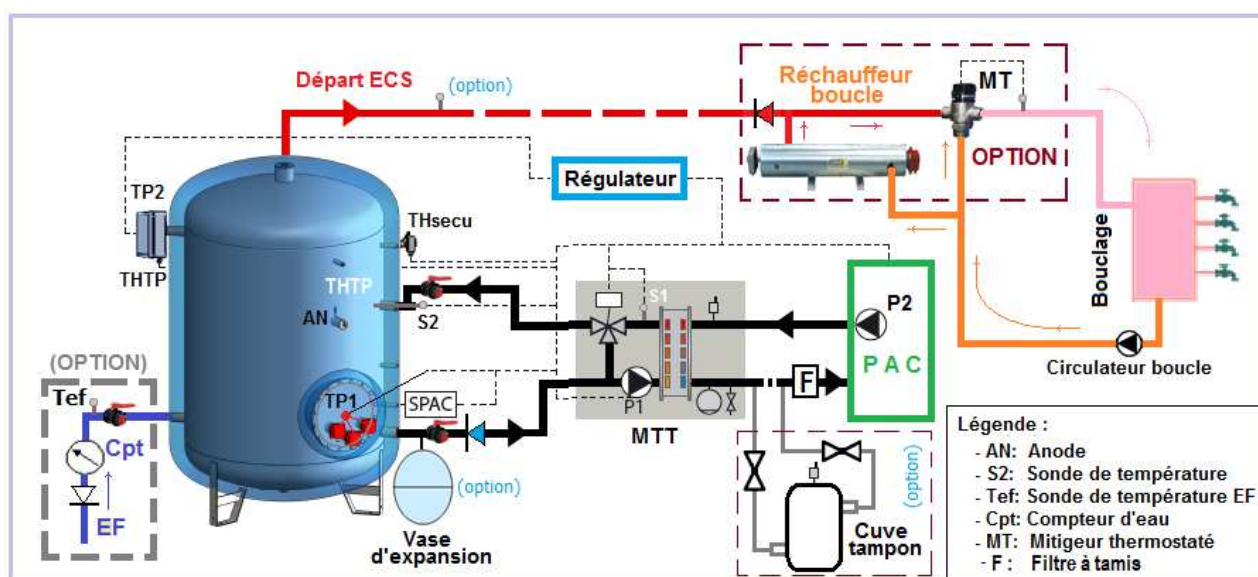 Départ ECS
(option)
Réchauffeur
boucle
MT
OPTION
TP2
Régulateur
THsecu
THTP
THTP
S1
S2
AN
P2
PAC
Bouclage
(OPTION)
Tef
Cpt
EF
TP1
SPAC
P1
MTT
F
Circulateur boucle
(option)
Vase
d'expansion
(option)
Cuve
tampon
Légende :
- AN: Anode
- S2: Sonde de température
- Tef: Sonde de température EF
- Cpt: Compteur d'eau
- MT: Mitigeur thermostaté
- F : Filtre à tamis